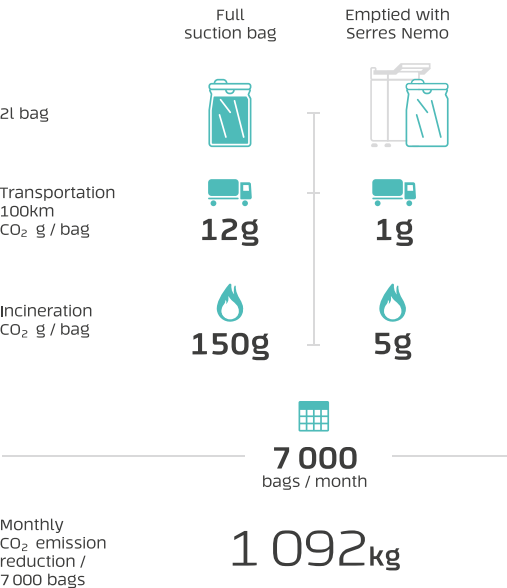 Full
suction bag
Emptied with
Serres Nemo
2l bag
Transportation
100km
CO₂ g / bag
12g
1g
Incineration
CO₂ g / bag
150g
5g
7 000
bags / month
Monthly
CO₂ emission
reduction /
7 000 bags
1 092kg